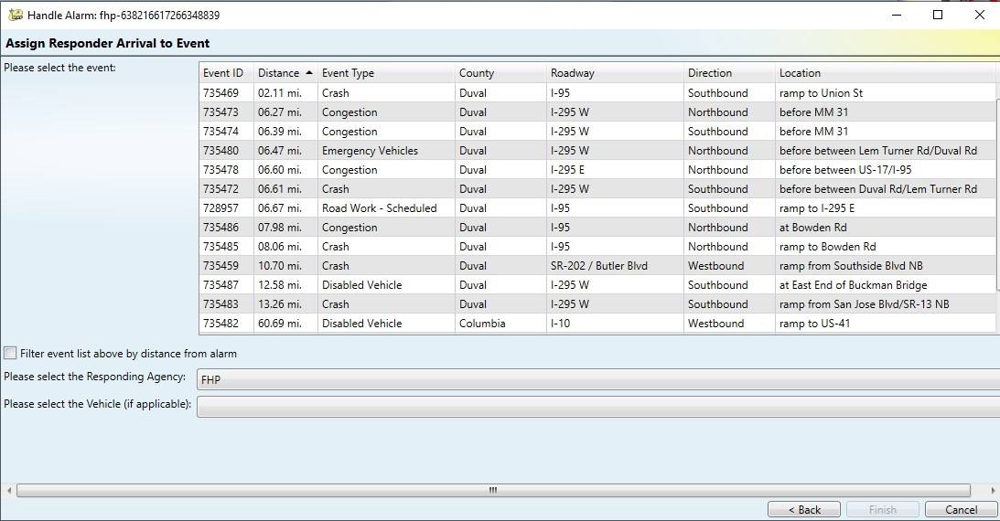 Handle Alarm: fhp-638216617266348839
Assign Responder Arrival to Event
Please select the event:
Event ID Distance Event Type County Roadway Direction Location
735469 02.11 mi. Crash Duval I-95 Southbound ramp to Union St
735473 06.27 mi. Congestion Duval I-295 W Northbound before MM 31
735474 06.39 mi. Congestion Duval I-295 W Southbound before MM 31
735480 06.47 mi. Emergency Vehicles Duval I-295 W Northbound before between Lem Turner Rd/Duval Rd
735478 06.60 mi. Congestion Duval I-295 E Northbound before between US-17/I-95
735472 06.61 mi. Crash Duval I-295 W Southbound before between Duval Rd/Lem Turner Rd
728957 06.67 mi. Road Work - Scheduled Duval I-95 Southbound ramp to I-295 E
735486 07.98 mi. Congestion Duval I-95 Northbound at Bowden Rd
735485 08.06 mi. Crash Duval I-95 Northbound ramp to Bowden Rd
735459 10.70 mi. Crash Duval SR-202 / Butler Blvd Westbound ramp from Southside Blvd NB
735487 12.58 mi. Disabled Vehicle Duval I-295 W Southbound at East End of Buckman Bridge
735483 13.26 mi. Crash Duval I-295 W Southbound ramp from San Jose Blvd/SR-13 NB
735482 60.69 mi. Disabled Vehicle Columbia I-10 Westbound ramp to US-41
Filter event list above by distance from alarm
Please select the Responding Agency: FHP
Please select the Vehicle (if applicable):
< Back Finish Cancel